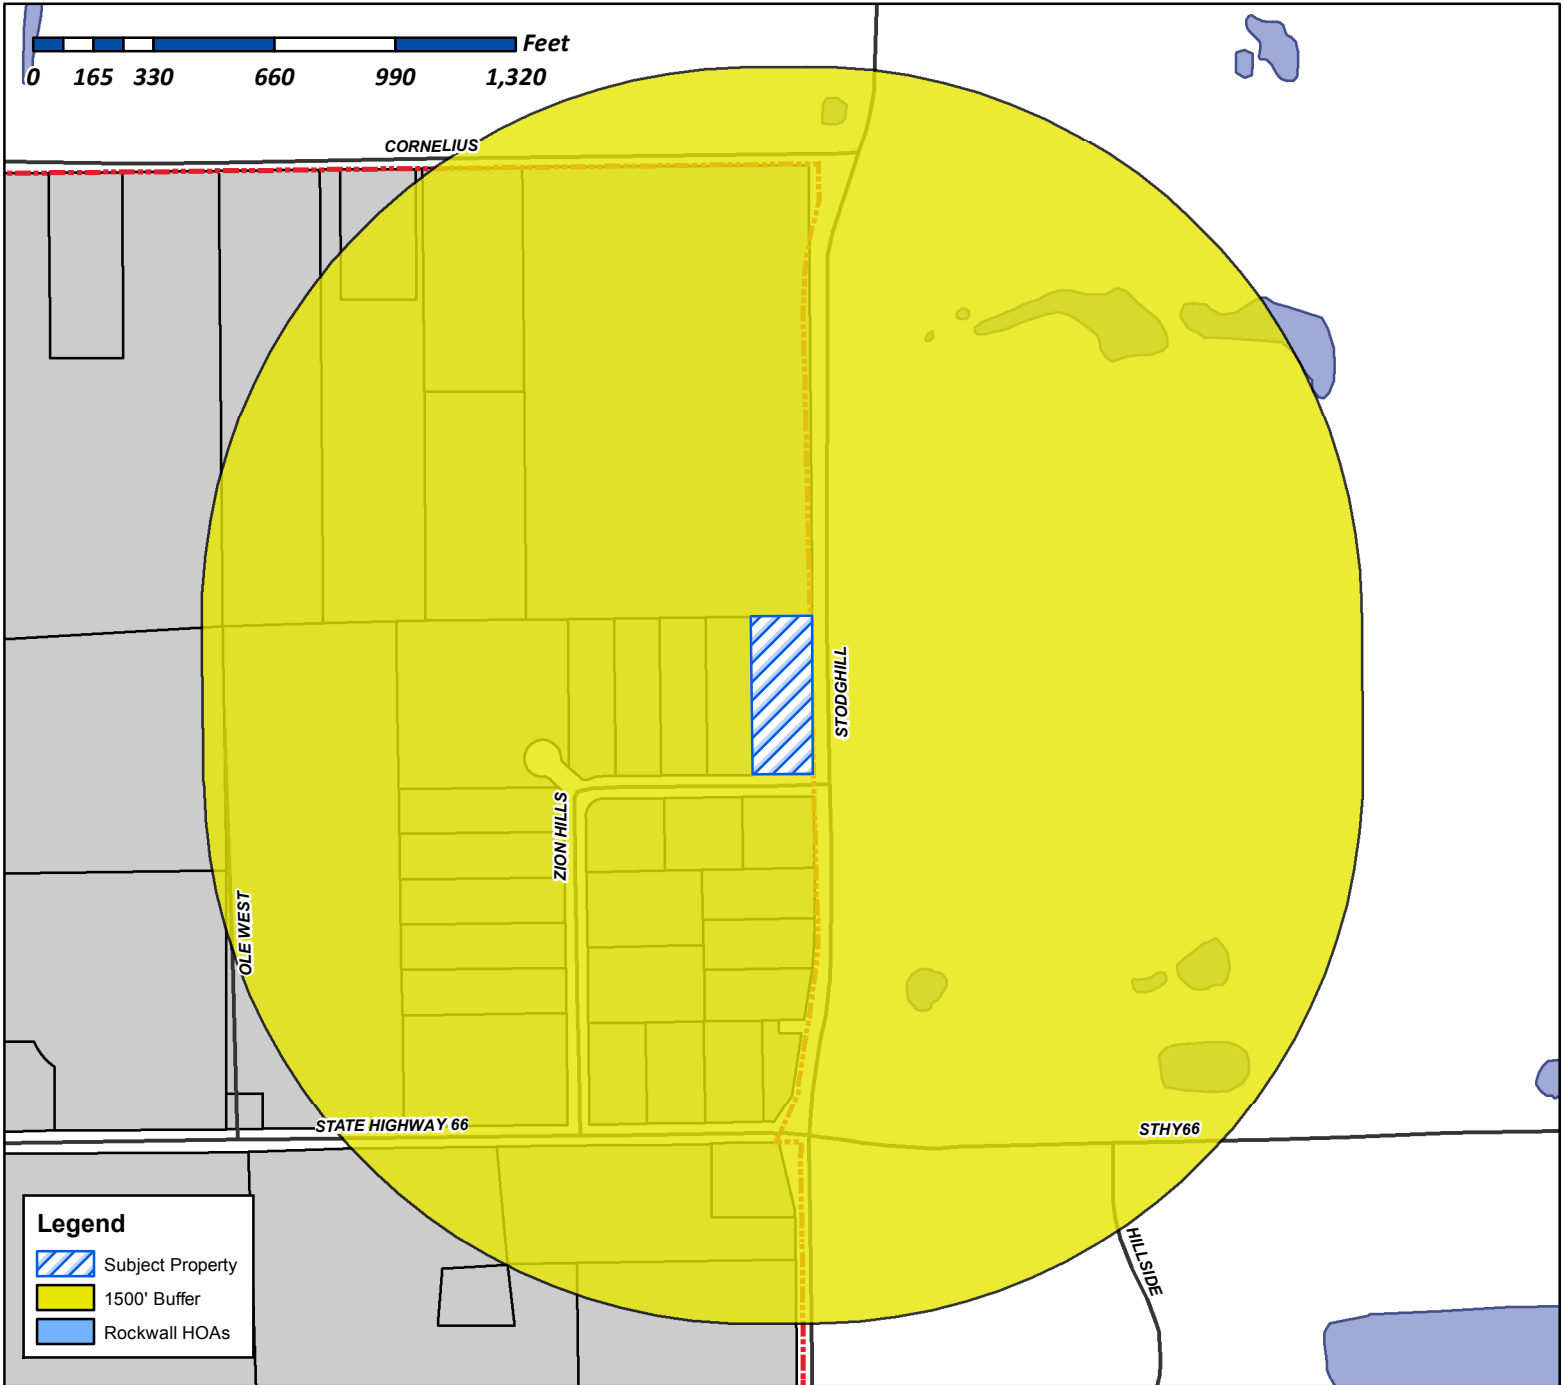 Feet
0 165 330 660 990 1,320
CORNELIUS
STODGHILL
ZION HILLS
OLE WEST
STATE HIGHWAY 66
STHY66
HILLSIDE
Legend
Subject Property
1500' Buffer
Rockwall HOAs